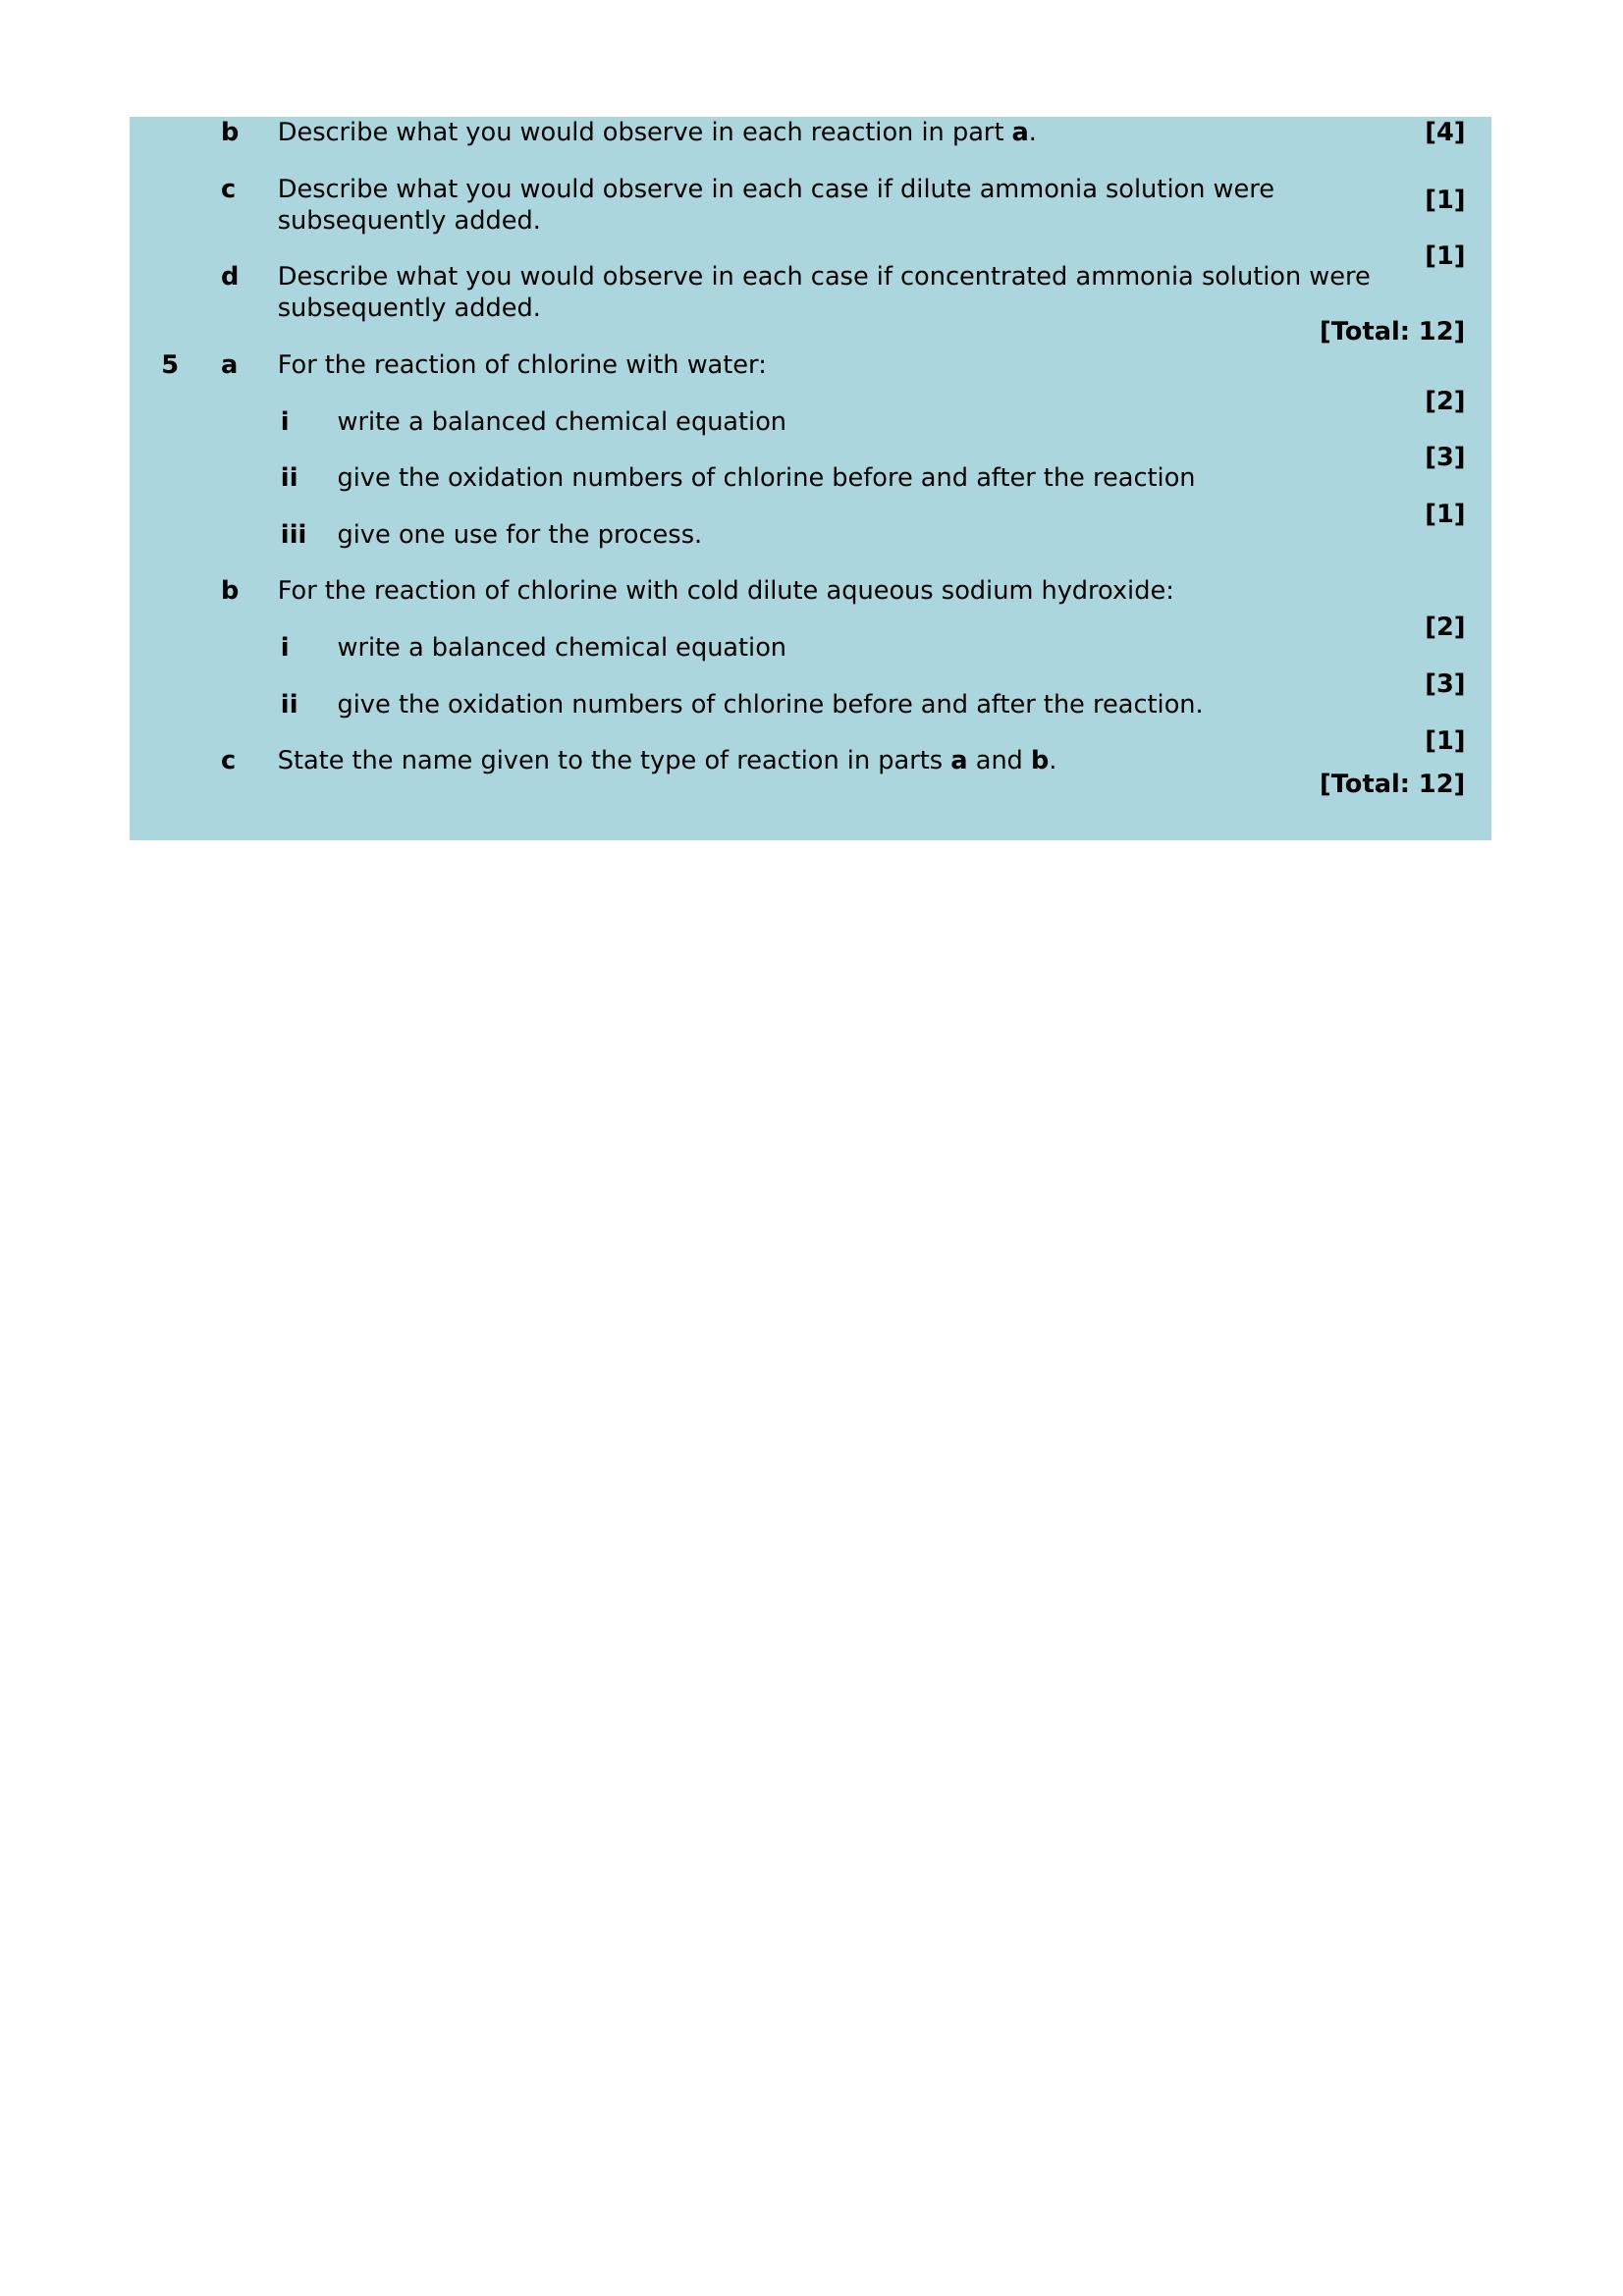 b Describe what you would observe in each reaction in part a. [4]
c Describe what you would observe in each case if dilute ammonia solution were
subsequently added. [1]
d Describe what you would observe in each case if concentrated ammonia solution were [1]
subsequently added.
[Total: 12]
5 a For the reaction of chlorine with water:
i write a balanced chemical equation [2]
ii give the oxidation numbers of chlorine before and after the reaction [3]
iii give one use for the process. [1]
b For the reaction of chlorine with cold dilute aqueous sodium hydroxide:
i write a balanced chemical equation [2]
ii give the oxidation numbers of chlorine before and after the reaction. [3]
c State the name given to the type of reaction in parts a and b. [1]
[Total: 12]